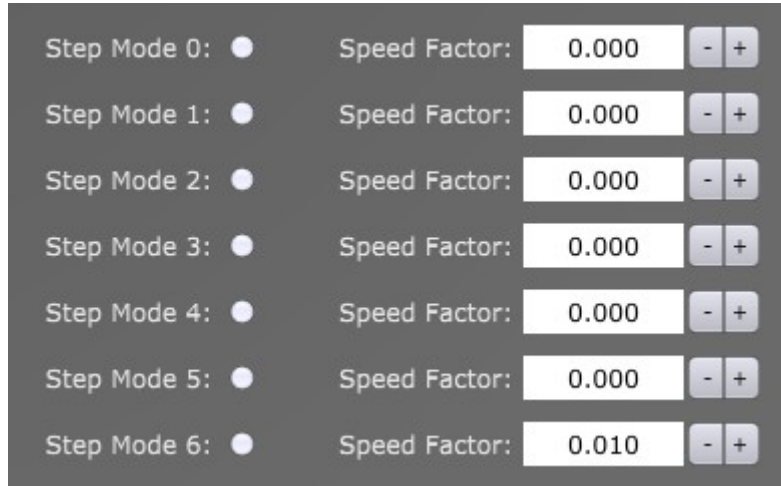 Step Mode 0: Speed Factor: 0.000 - +
Step Mode 1: Speed Factor: 0.000 - +
Step Mode 2: Speed Factor: 0.000 - +
Step Mode 3: Speed Factor: 0.000 - +
Step Mode 4: Speed Factor: 0.000 - +
Step Mode 5: Speed Factor: 0.000 - +
Step Mode 6: Speed Factor: 0.010 - +